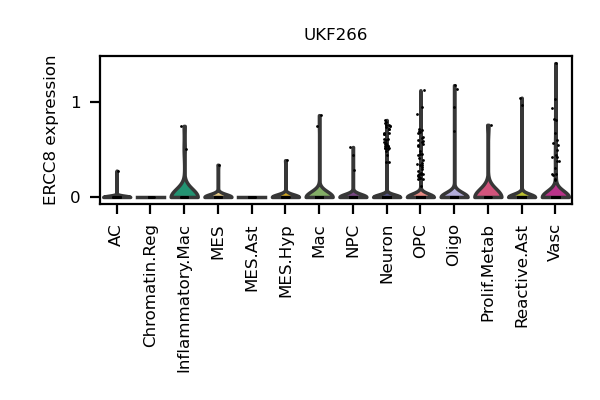 UKF266
ERCC8 expression
1
0
AC
Chromatin.Reg
Inflammatory.Mac
MES
MES.Ast
MES.Hyp
Mac
NPC
Neuron
OPC
Oligo
Prolif.Metab
Reactive.Ast
Vasc